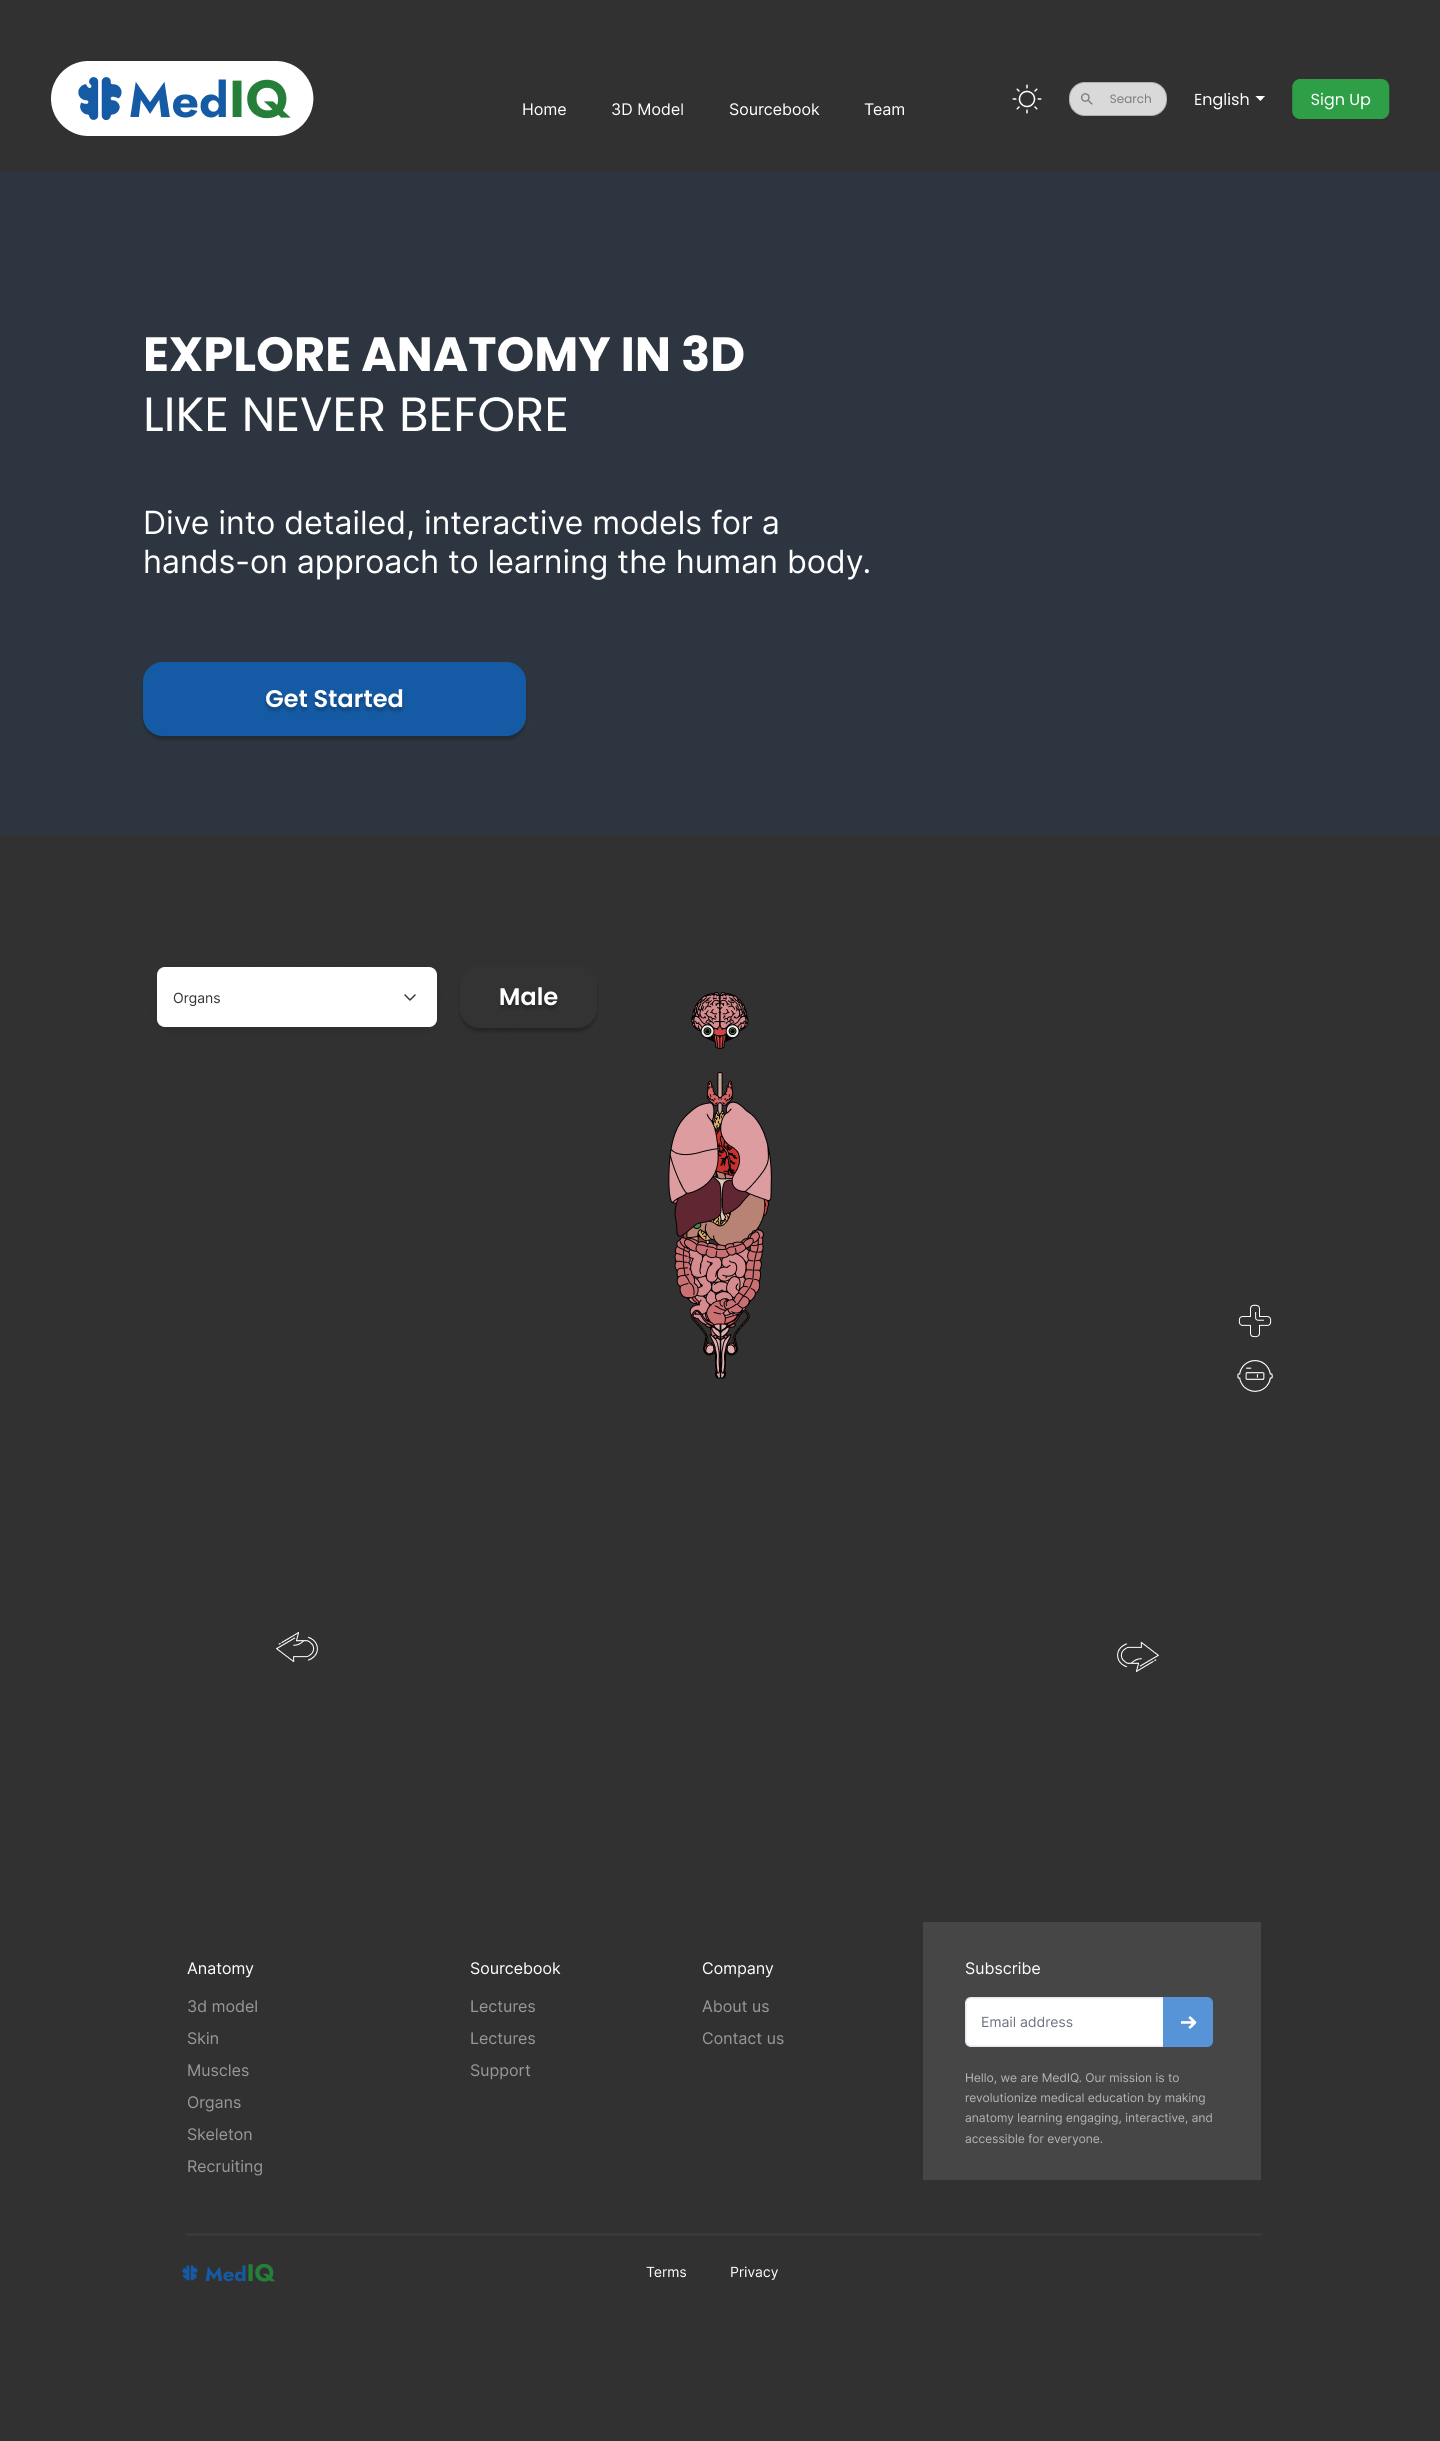 MedIQ
Home
3D Model
Sourcebook
Team
Search
English
Sign Up
EXPLORE ANATOMY IN 3D
LIKE NEVER BEFORE
Dive into detailed, interactive models for a
hands-on approach to learning the human body.
Get Started
Organs
Male
Anatomy
3d model
Skin
Muscles
Organs
Skeleton
Recruiting
Sourcebook
Lectures
Lectures
Support
Company
About us
Contact us
Subscribe
Email address
Hello, we are MedIQ. Our mission is to
revolutionize medical education by making
anatomy learning engaging, interactive, and
accessible for everyone.
MedIQ
Terms
Privacy